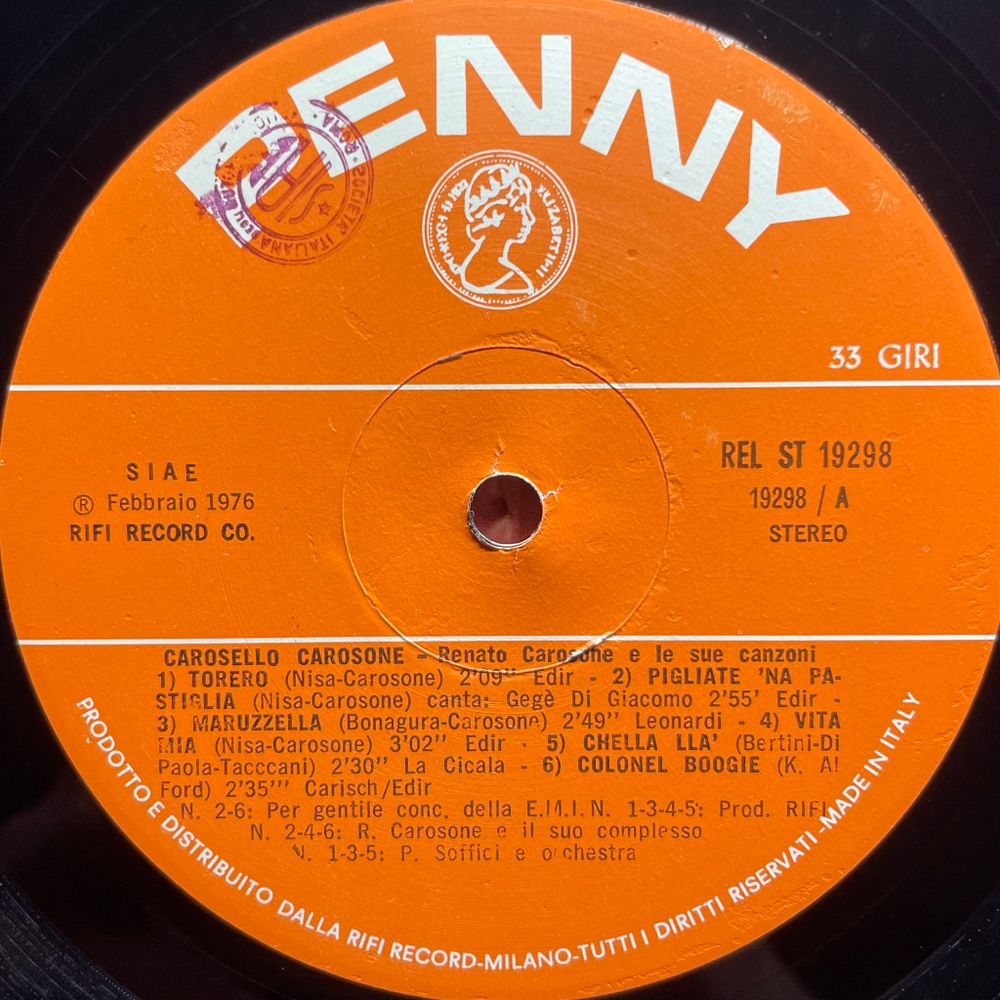 PENNY
ROMA · SOCIETA' ITALIANA
ELIZABETH II
33 GIRI
SIAE
℗ Febbraio 1976
RIFI RECORD CO.
REL ST 19298
19298 / A
STEREO
CAROSELLO CAROSONE - Renato Carosone e le sue canzoni
1) TORERO (Nisa-Carosone) 2'09'' Edir - 2) PIGLIATE 'NA PA-
STIGLIA (Nisa-Carosone) canta: Gegè Di Giacomo 2'55' Edir -
3) MARUZZELLA (Bonagura-Carosone) 2'49'' Leonardi - 4) VITA
MIA (Nisa-Carosone) 3'02'' Edir - 5) CHELLA LLA' (Bertini-Di
Paola-Tacccani) 2'30'' La Cicala - 6) COLONEL BOOGIE (K. Al
Ford) 2'35''' Carisch/Edir
N. 2-6: Per gentile conc. della E.M.I. N. 1-3-4-5: Prod. RIFI
N. 2-4-6: R. Carosone e il suo complesso
N. 1-3-5: P. Soffici e orchestra
PRODOTTO E DISTRIBUITO DALLA RIFI RECORD-MILANO-TUTTI I DIRITTI RISERVATI-MADE IN ITALY